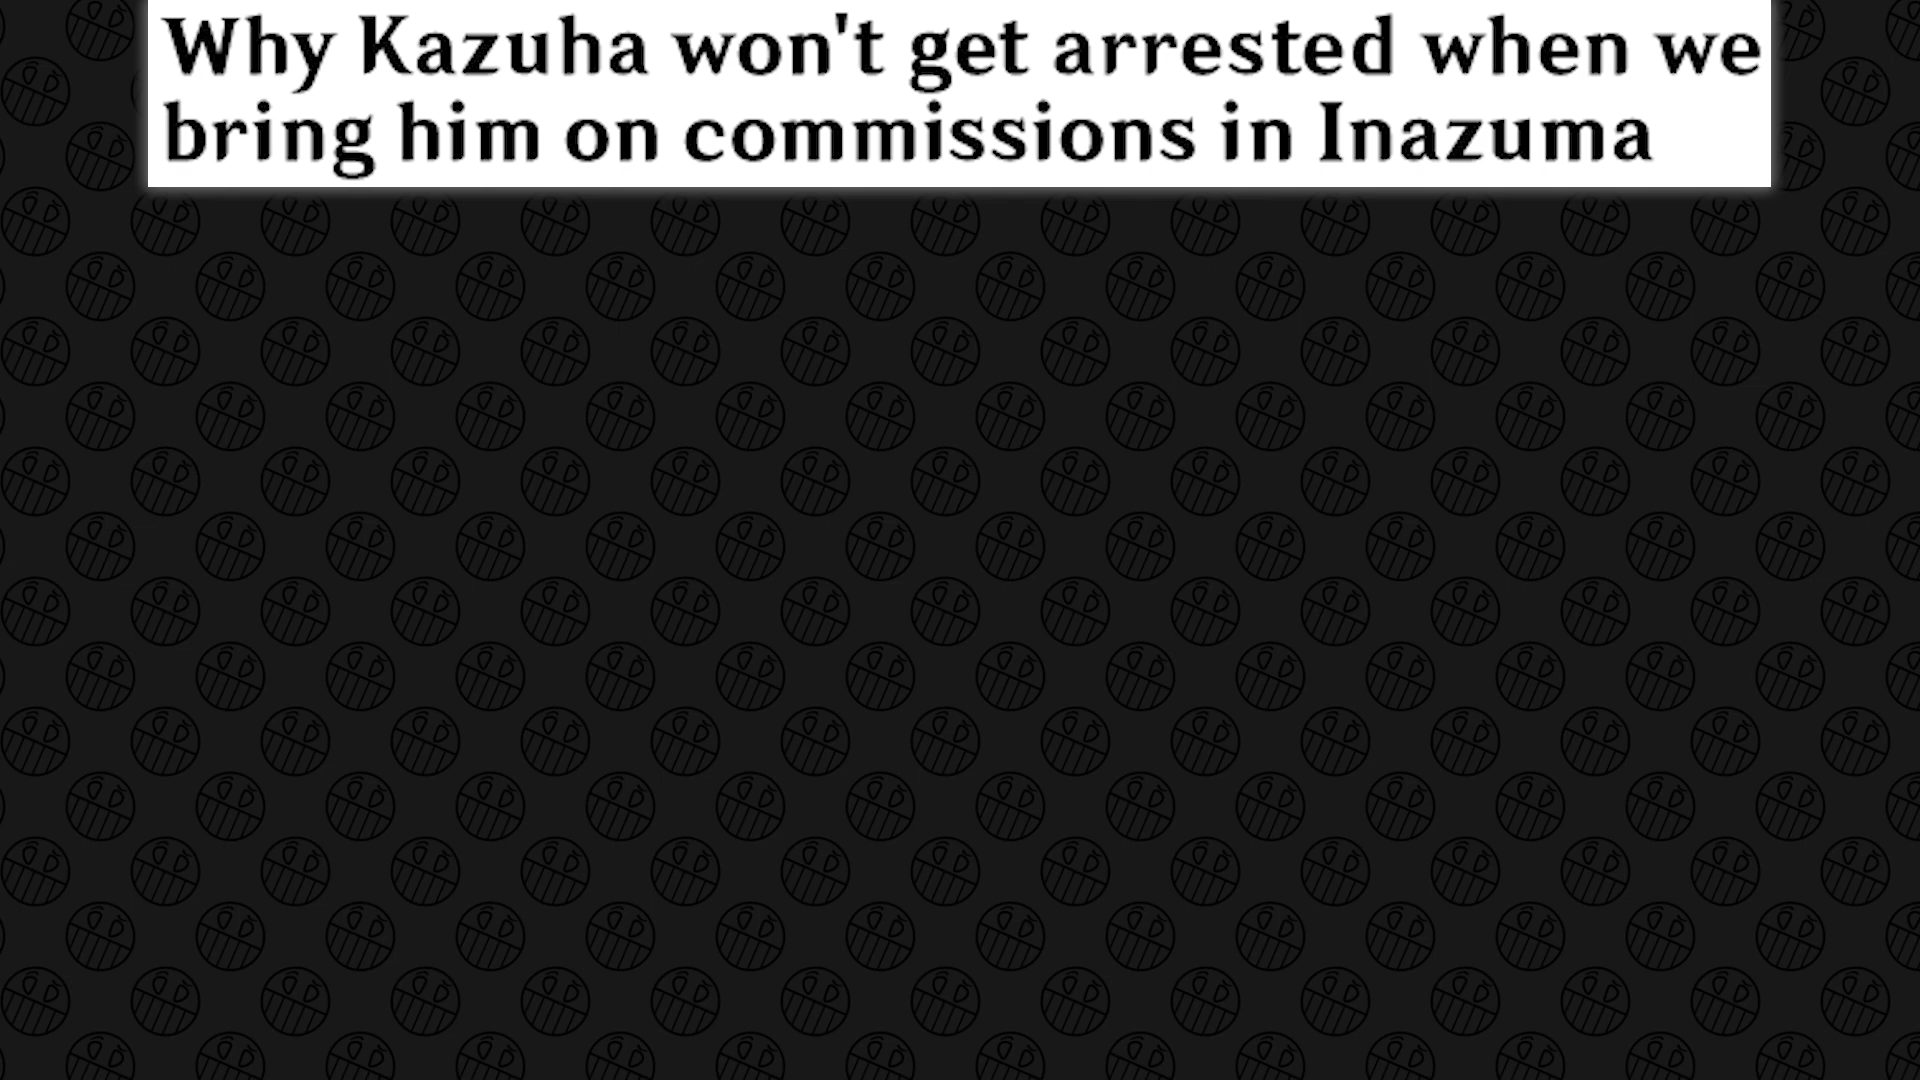 Why Kazuha won't get arrested when we
bring him on commissions in Inazuma